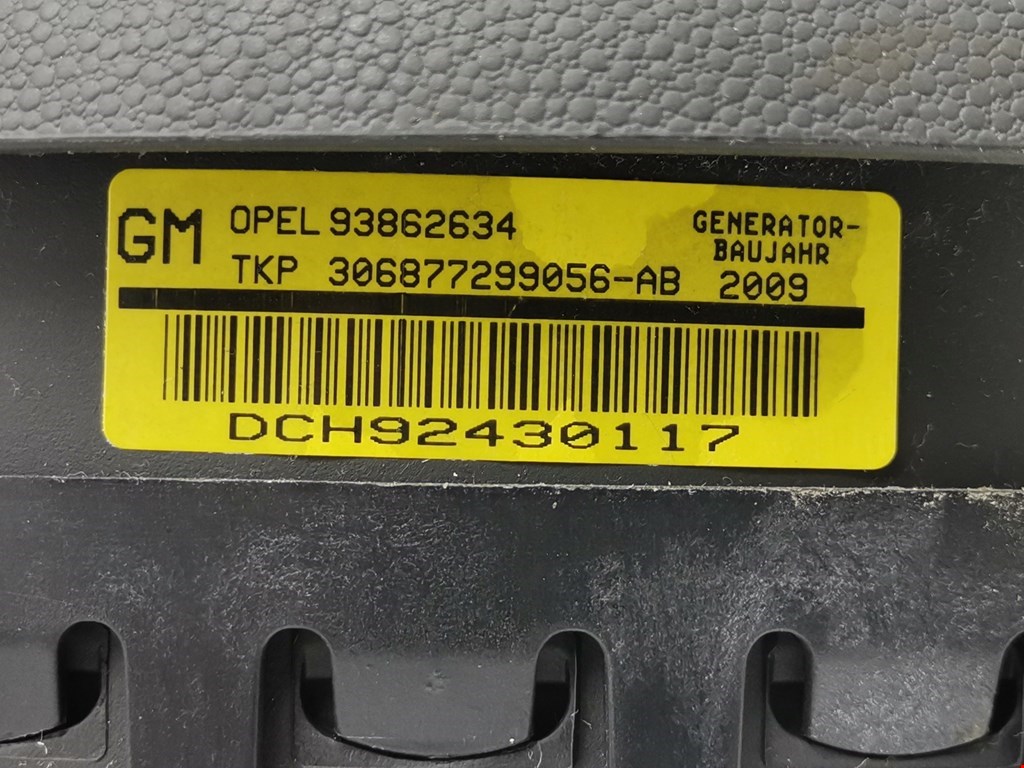 GM
OPEL 93862634
TKP 306877299056-AB
GENERATOR-
BAUJAHR
2009
DCH92430117